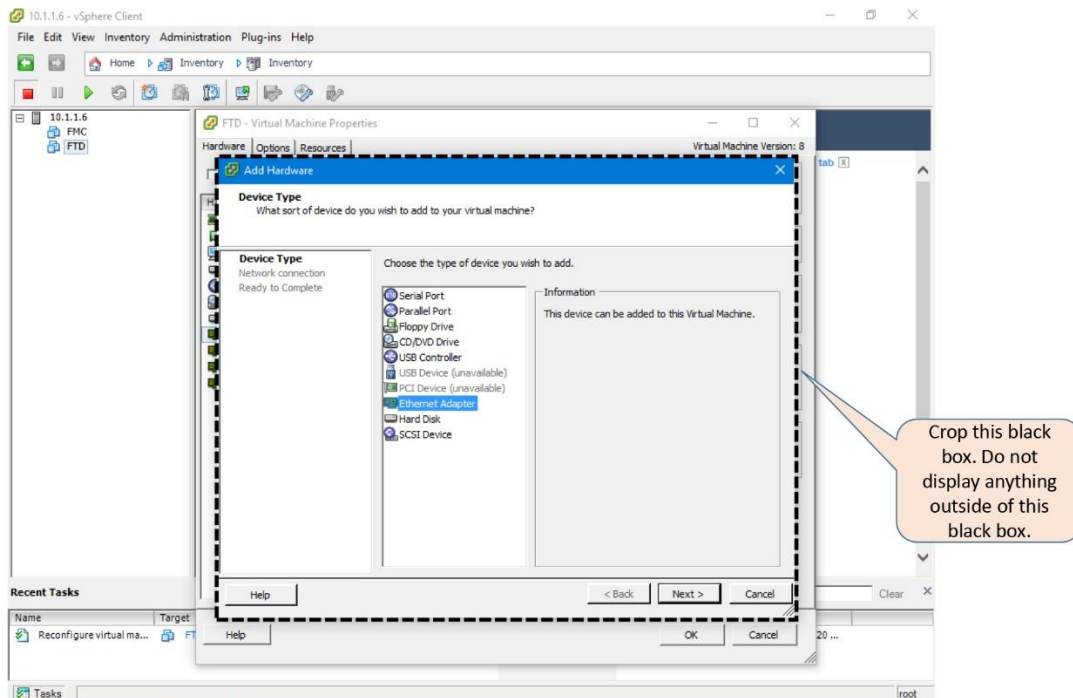 10.1.1.6 - vSphere Client
File Edit View Inventory Administration Plug-ins Help
Home Inventory Inventory
10.1.1.6
FMC
FTD
FTD - Virtual Machine Properties
Hardware Options Resources Virtual Machine Version: 8
tab
Add Hardware
Device Type
What sort of device do you wish to add to your virtual machine?
Device Type
Network connection
Ready to Complete
Choose the type of device you wish to add.
Serial Port
Parallel Port
Floppy Drive
CD/DVD Drive
USB Controller
USB Device (unavailable)
PCI Device (unavailable)
Ethernet Adapter
Hard Disk
SCSI Device
Information
This device can be added to this Virtual Machine.
Help < Back Next > Cancel
Crop this black
box. Do not
display anything
outside of this
black box.
Recent Tasks
Clear
Name Target
Reconfigure virtual ma... FT
20 ...
Help OK Cancel
Tasks
root